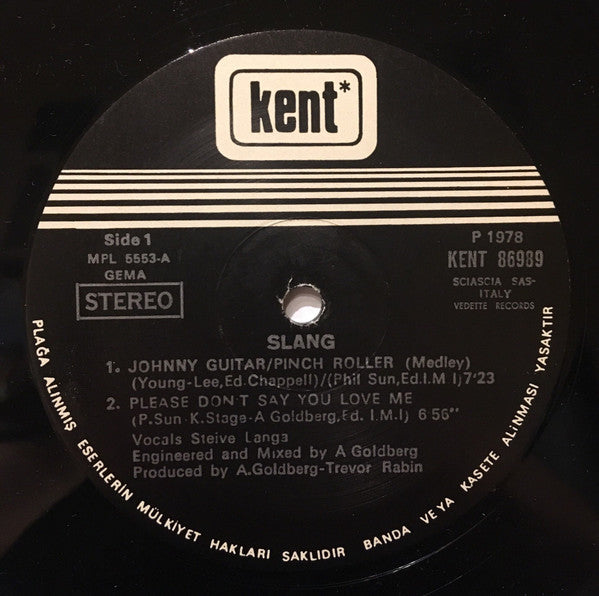 kent*
Side 1
MPL 5553-A
GEMA
STEREO
P 1978
KENT 86989
SCIASCIA SAS-
ITALY
VEDETTE RECORDS
SLANG
1. JOHNNY GUITAR/PINCH ROLLER (Medley)
(Young-Lee,Ed.Chappell)/(Phil Sun,Ed.I.M I)7'23
2. PLEASE DON'T SAY YOU LOVE ME
(P.Sun-K.Stage-A Goldberg,Ed. I.M.I) 6'56''
Vocals Steive Langa
Engineered and Mixed by A Goldberg
Produced by A.Goldberg-Trevor Rabin
PLAĞA ALINMIŞ ESERLERİN MÜLKİYET HAKLARI SAKLIDIR BANDA VEYA KASETE ALINMASI YASAKTIR